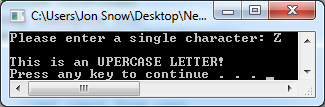 C:\Users\Jon Snow\Desktop\Ne...
Please enter a single character: Z
This is an UPERCASE LETTER!
Press any key to continue . . . _